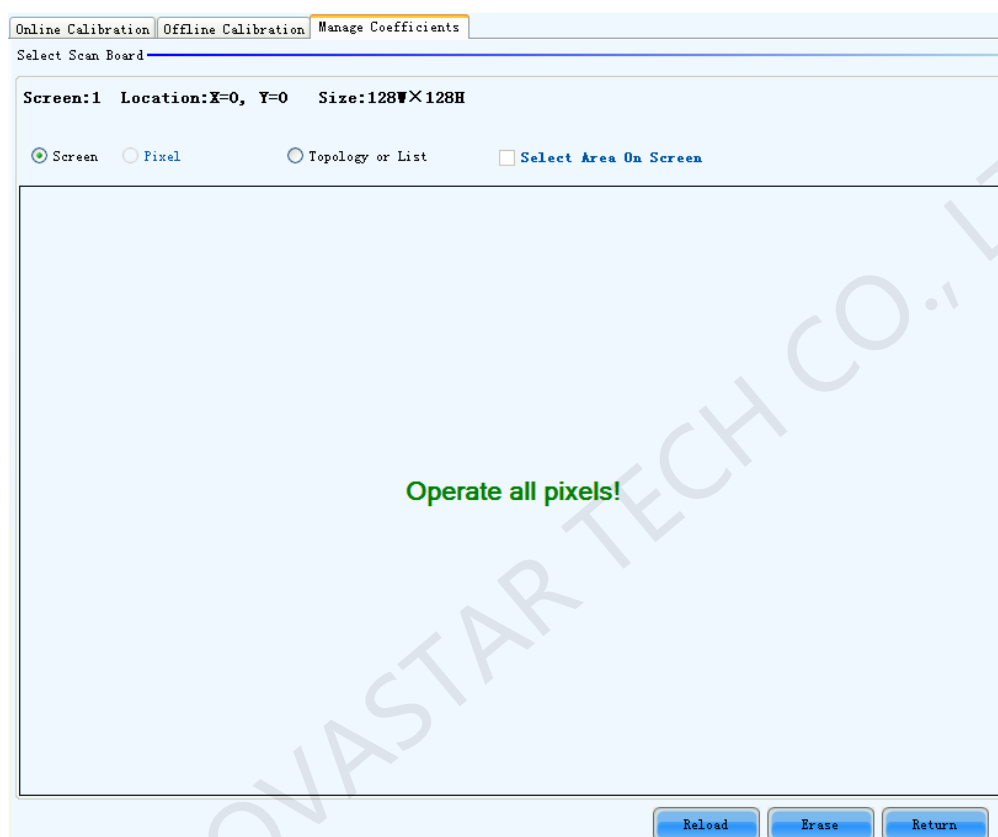 Online Calibration Offline Calibration Manage Coefficients
Select Scan Board
Screen:1 Location:X=0, Y=0 Size:128W×128H
Screen Pixel Topology or List Select Area On Screen
Operate all pixels!
OVASTAR TECH CO., L
Reload Erase Return